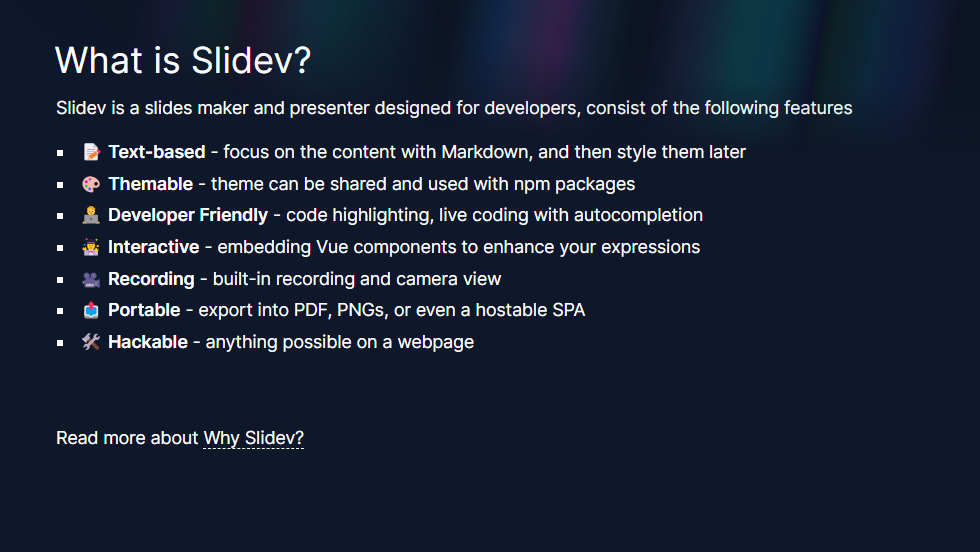 What is Slidev?
Slidev is a slides maker and presenter designed for developers, consist of the following features
📝 Text-based - focus on the content with Markdown, and then style them later
🎨 Themable - theme can be shared and used with npm packages
🧑‍💻 Developer Friendly - code highlighting, live coding with autocompletion
🤹 Interactive - embedding Vue components to enhance your expressions
🎥 Recording - built-in recording and camera view
📤 Portable - export into PDF, PNGs, or even a hostable SPA
🛠 Hackable - anything possible on a webpage
Read more about Why Slidev?